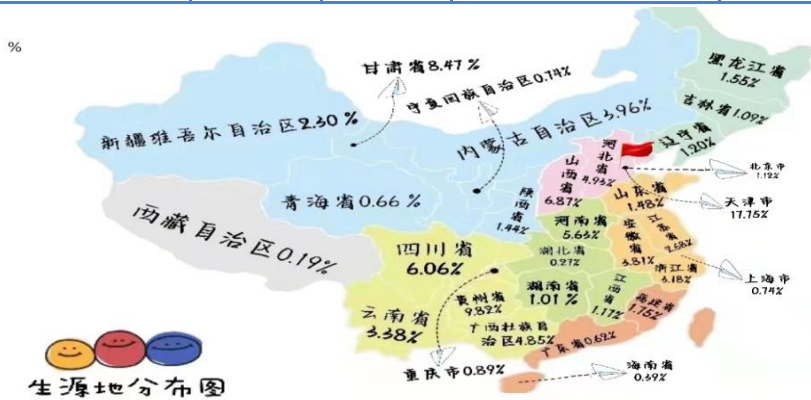 %
甘肃省8.47%
宁夏回族自治区0.74%
黑龙江省
1.55%
吉林省1.09%
辽宁省
1.20%
新疆维吾尔自治区2.30%
内蒙古自治区3.96%
河北省
4.93%
北京市
1.12%
山西省
6.87%
天津市
17.75%
山东省
1.48%
青海省0.66%
陕西省
1.44%
西藏自治区0.19%
河南省
5.63%
安徽省
3.81%
江苏省
2.68%
四川省
6.06%
湖北省
0.27%
浙江省
3.18%
上海市
0.74%
湖南省
1.01%
江西省
1.17%
福建省
1.75%
贵州省
9.82%
云南省
3.38%
广西壮族自
治区4.85%
广东省0.62%
重庆市0.89%
海南省
0.39%
生源地分布图